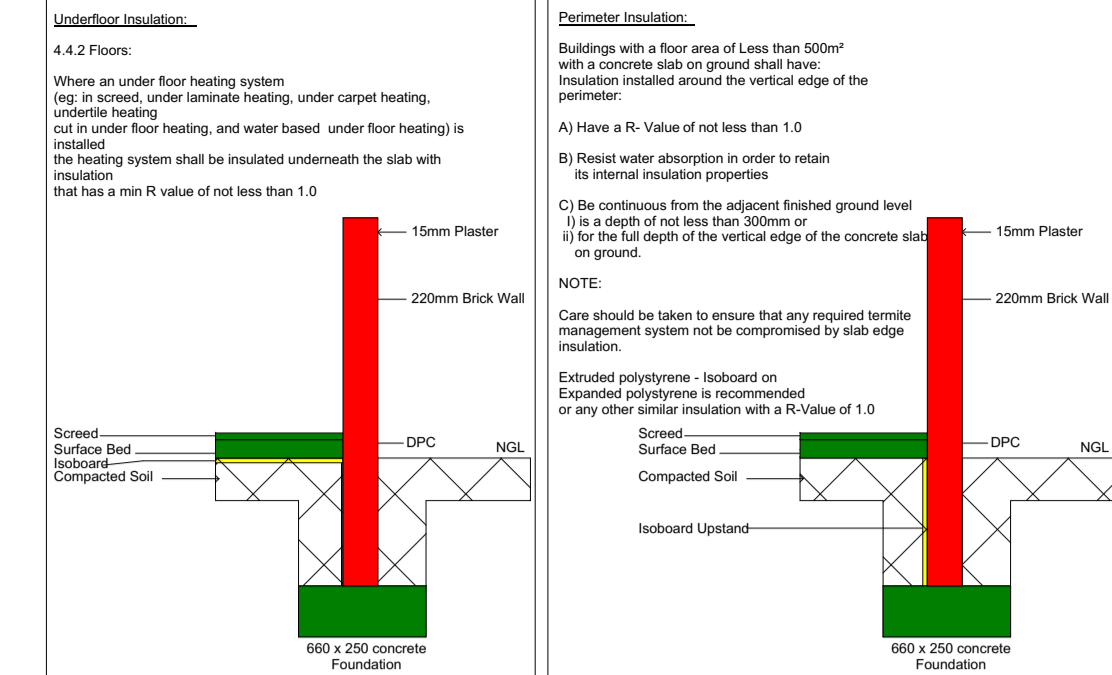 Underfloor Insulation:
4.4.2 Floors:
Where an under floor heating system
(eg: in screed, under laminate heating, under carpet heating,
undertile heating
cut in under floor heating, and water based  under floor heating) is
installed
the heating system shall be insulated underneath the slab with
insulation
that has a min R value of not less than 1.0
15mm Plaster
220mm Brick Wall
Screed
Surface Bed
Isoboard
Compacted Soil
DPC
NGL
660 x 250 concrete
Foundation
Perimeter Insulation:
Buildings with a floor area of Less than 500m²
with a concrete slab on ground shall have:
Insulation installed around the vertical edge of the
perimeter:
A) Have a R- Value of not less than 1.0
B) Resist water absorption in order to retain
its internal insulation properties
C) Be continuous from the adjacent finished ground level
I) is a depth of not less than 300mm or
ii) for the full depth of the vertical edge of the concrete slab
on ground.
NOTE:
Care should be taken to ensure that any required termite
management system not be compromised by slab edge
insulation.
Extruded polystyrene - Isoboard on
Expanded polystyrene is recommended
or any other similar insulation with a R-Value of 1.0
15mm Plaster
220mm Brick Wall
Screed
Surface Bed
Compacted Soil
Isoboard Upstand
DPC
NGL
660 x 250 concrete
Foundation